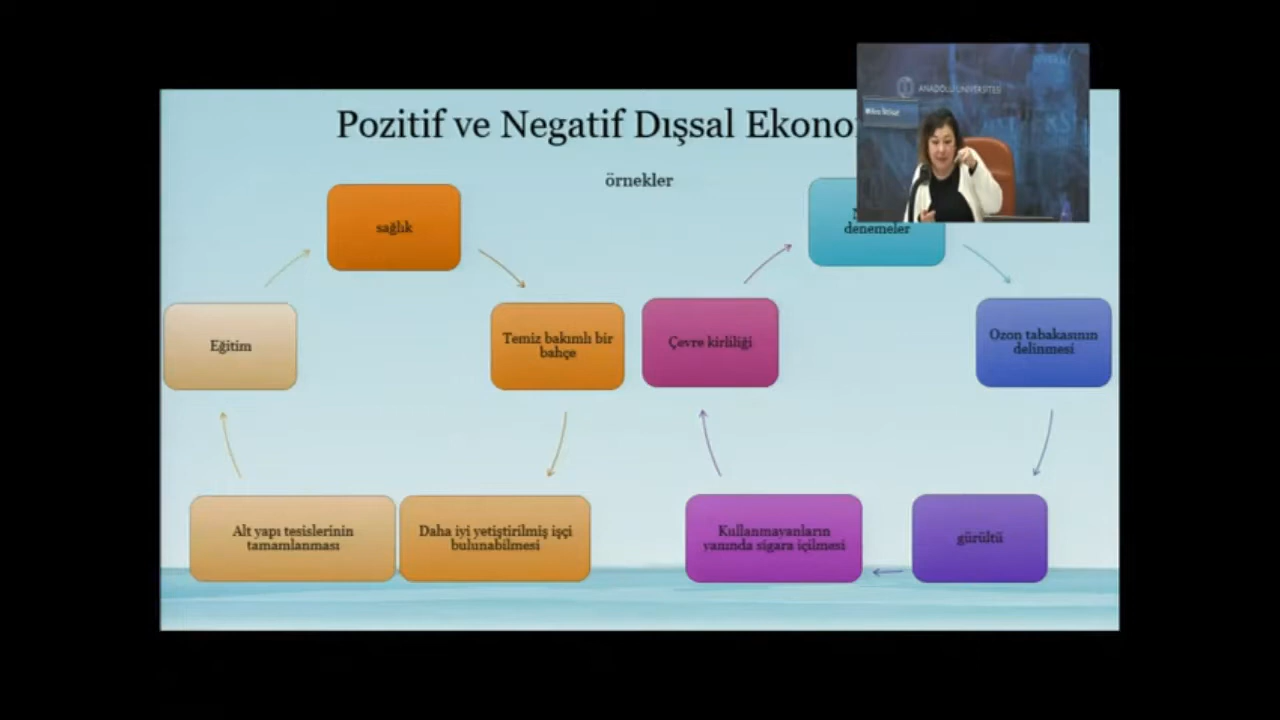 Pozitif ve Negatif Dışsal Ekono
örnekler
sağlık
Temiz bakımlı bir
bahçe
Daha iyi yetiştirilmiş işçi
bulunabilmesi
Alt yapı tesislerinin
tamamlanması
Eğitim
denemeler
Ozon tabakasının
delinmesi
gürültü
Kullanmayanların
yanında sigara içilmesi
Çevre kirliliği
ANADOLU ÜNİVERSİTESİ